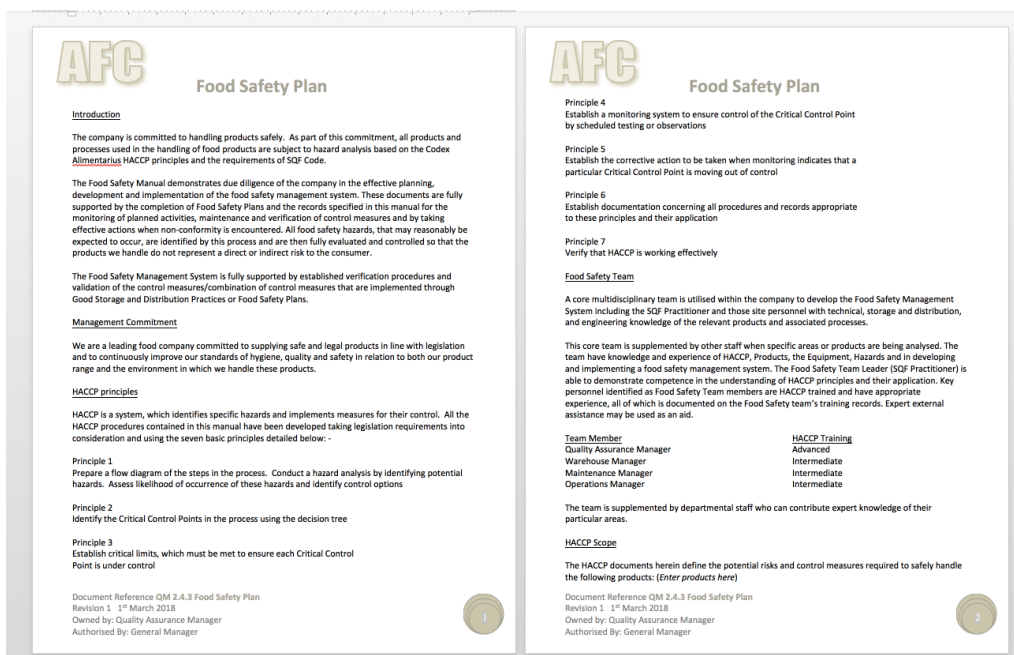 AFC
Food Safety Plan
Introduction
The company is committed to handling products safely.  As part of this commitment, all products and
processes used in the handling of food products are subject to hazard analysis based on the Codex
Alimentarius HACCP principles and the requirements of SQF Code.
The Food Safety Manual demonstrates due diligence of the company in the effective planning,
development and implementation of the food safety management system. These documents are fully
supported by the completion of Food Safety Plans and the records specified in this manual for the
monitoring of planned activities, maintenance and verification of control measures and by taking
effective actions when non-conformity is encountered. All food safety hazards, that may reasonably be
expected to occur, are identified by this process and are then fully evaluated and controlled so that the
products we handle do not represent a direct or indirect risk to the consumer.
The Food Safety Management System is fully supported by established verification procedures and
validation of the control measures/combination of control measures that are implemented through
Good Storage and Distribution Practices or Food Safety Plans.
Management Commitment
We are a leading food company committed to supplying safe and legal products in line with legislation
and to continuously improve our standards of hygiene, quality and safety in relation to both our product
range and the environment in which we handle these products.
HACCP principles
HACCP is a system, which identifies specific hazards and implements measures for their control.  All the
HACCP procedures contained in this manual have been developed taking legislation requirements into
consideration and using the seven basic principles detailed below: -
Principle 1
Prepare a flow diagram of the steps in the process.  Conduct a hazard analysis by identifying potential
hazards.  Assess likelihood of occurrence of these hazards and identify control options
Principle 2
Identify the Critical Control Points in the process using the decision tree
Principle 3
Establish critical limits, which must be met to ensure each Critical Control
Point is under control
Document Reference QM 2.4.3 Food Safety Plan
Revision 1   1st March 2018
Owned by: Quality Assurance Manager
Authorised By: General Manager
1
AFC
Food Safety Plan
Principle 4
Establish a monitoring system to ensure control of the Critical Control Point
by scheduled testing or observations
Principle 5
Establish the corrective action to be taken when monitoring indicates that a
particular Critical Control Point is moving out of control
Principle 6
Establish documentation concerning all procedures and records appropriate
to these principles and their application
Principle 7
Verify that HACCP is working effectively
Food Safety Team
A core multidisciplinary team is utilised within the company to develop the Food Safety Management
System including the SQF Practitioner and those site personnel with technical, storage and distribution,
and engineering knowledge of the relevant products and associated processes.
This core team is supplemented by other staff when specific areas or products are being analysed. The
team have knowledge and experience of HACCP, Products, the Equipment, Hazards and in developing
and implementing a food safety management system. The Food Safety Team Leader (SQF Practitioner) is
able to demonstrate competence in the understanding of HACCP principles and their application. Key
personnel identified as Food Safety Team members are HACCP trained and have appropriate
experience, all of which is documented on the Food Safety team's training records. Expert external
assistance may be used as an aid.
Team Member HACCP Training
Quality Assurance Manager Advanced
Warehouse Manager Intermediate
Maintenance Manager Intermediate
Operations Manager Intermediate
The team is supplemented by departmental staff who can contribute expert knowledge of their
particular areas.
HACCP Scope
The HACCP documents herein define the potential risks and control measures required to safely handle
the following products: (Enter products here)
Document Reference QM 2.4.3 Food Safety Plan
Revision 1   1st March 2018
Owned by: Quality Assurance Manager
Authorised By: General Manager
2